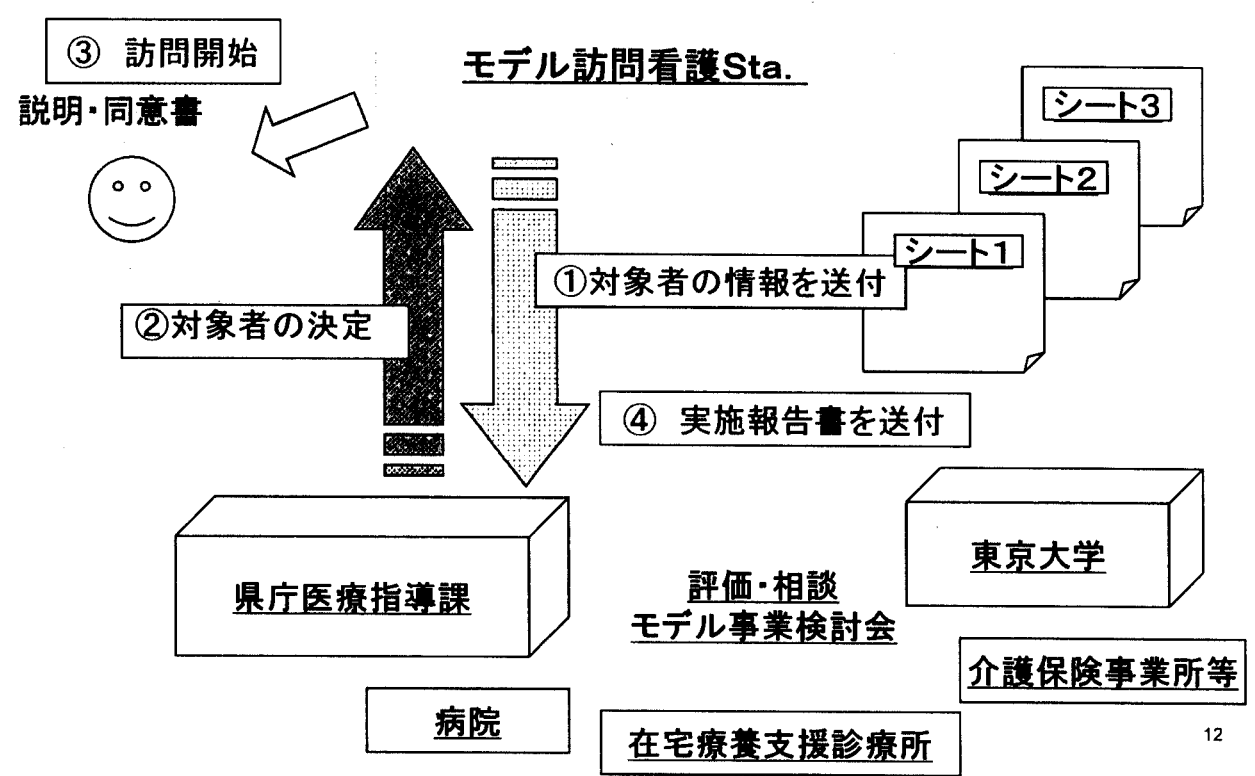 ③ 訪問開始
説明・同意書
モデル訪問看護Sta.
シート3
シート2
シート1
①対象者の情報を送付
②対象者の決定
④ 実施報告書を送付
県庁医療指導課
評価・相談
モデル事業検討会
東京大学
介護保険事業所等
病院
在宅療養支援診療所
12